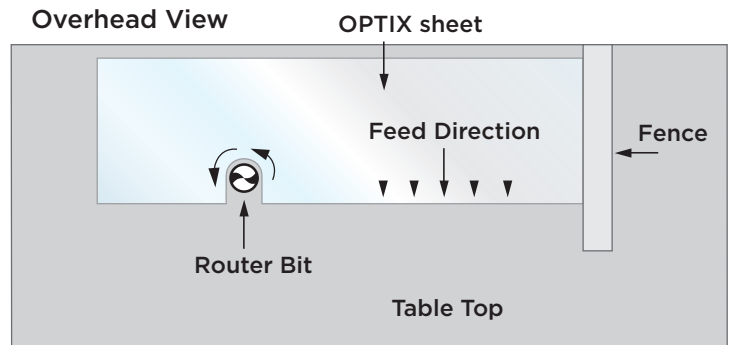 Overhead View
OPTIX sheet
Feed Direction
Fence
Router Bit
Table Top